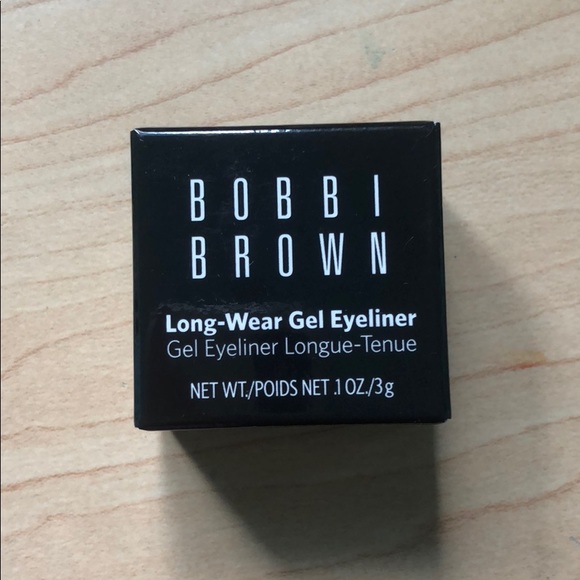 BOBBI
BROWN
Long-Wear Gel Eyeliner
Gel Eyeliner Longue-Tenue
NET WT./POIDS NET .1 OZ./3g